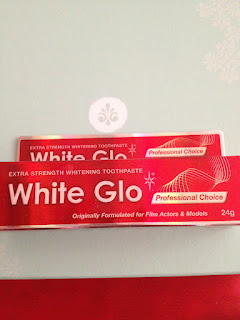 EXTRA STRENGTH WHITENING TOOTHPASTE
White Glo
Professional Choice
EXTRA STRENGTH WHITENING TOOTHPASTE
White Glo
Professional Choice
Originally Formulated for Film Actors & Models
24g